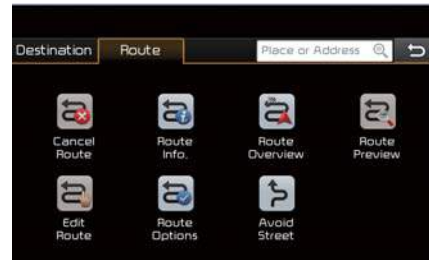 Destination
Route
Place or Address
Cancel
Route
Route
Info.
Route
Overview
Route
Preview
Edit
Route
Route
Options
Avoid
Street